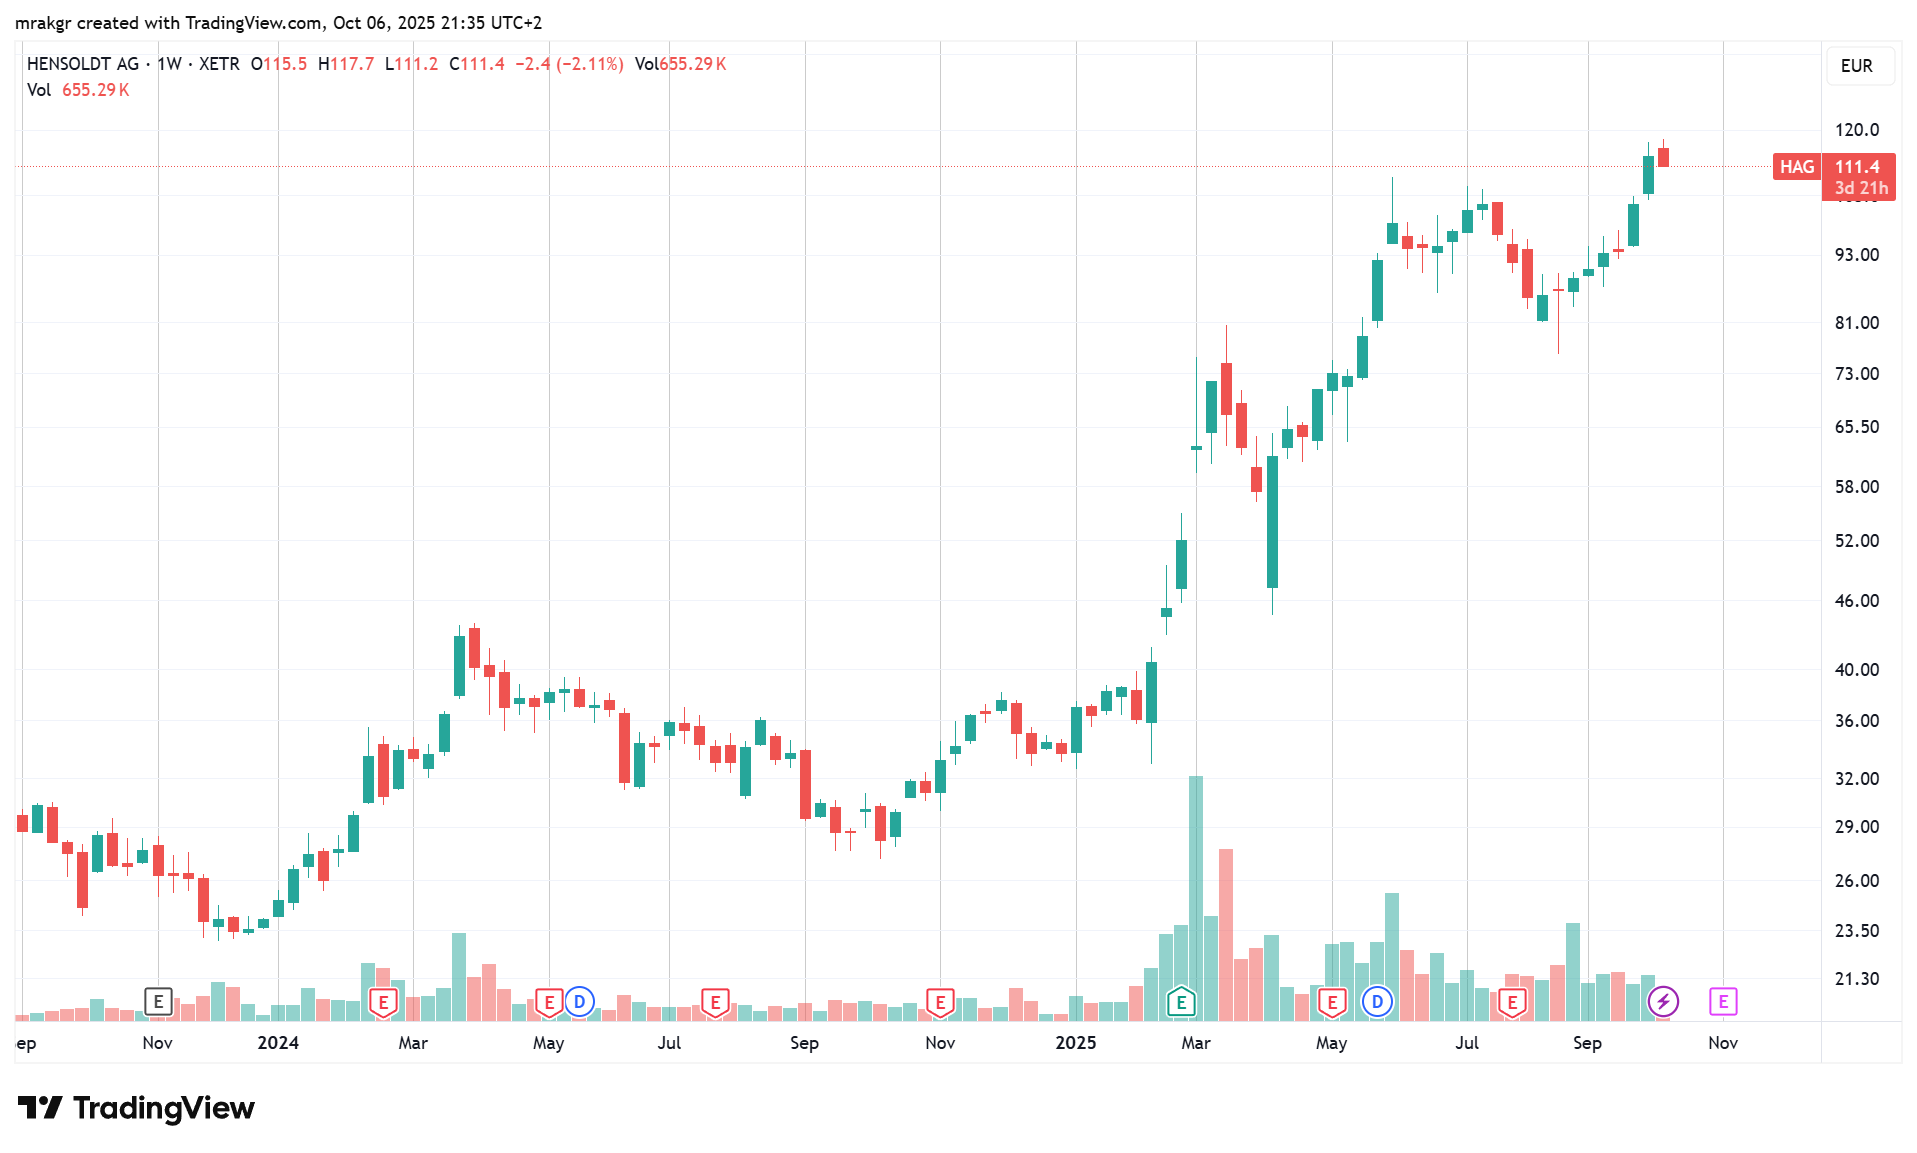 mrakgr created with TradingView.com, Oct 06, 2025 21:35 UTC+2
HENSOLDT AG · 1W · XETR O115.5 H117.7 L111.2 C111.4 −2.4 (−2.11%) Vol655.29 K
Vol 655.29 K
EUR
120.0
HAG 111.4
3d 21h
93.00
81.00
73.00
65.50
58.00
52.00
46.00
40.00
36.00
32.00
29.00
26.00
23.50
21.30
E E E D E E E E D E E
ep Nov 2024 Mar May Jul Sep Nov 2025 Mar May Jul Sep Nov
TradingView